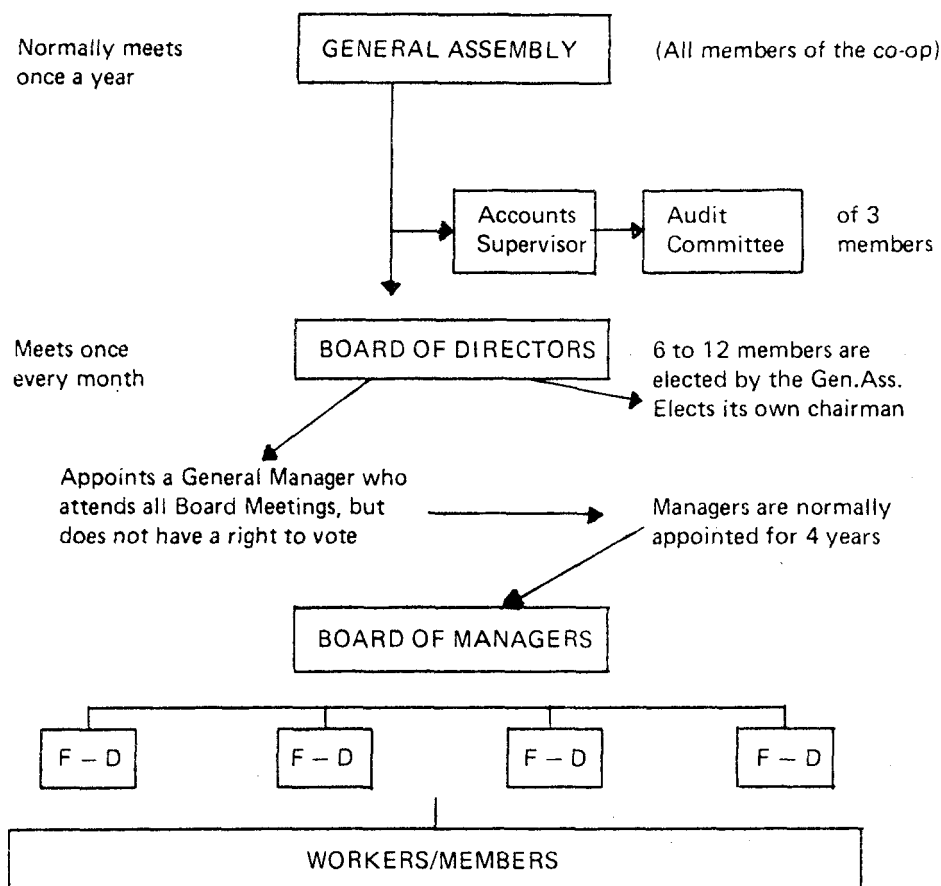 Normally meets
once a year
GENERAL ASSEMBLY
(All members of the co-op)
Accounts
Supervisor
Audit
Committee
of 3
members
Meets once
every month
BOARD OF DIRECTORS
6 to 12 members are
elected by the Gen.Ass.
Elects its own chairman
Appoints a General Manager who
attends all Board Meetings, but
does not have a right to vote
Managers are normally
appointed for 4 years
BOARD OF MANAGERS
F – D
F – D
F – D
F – D
WORKERS/MEMBERS